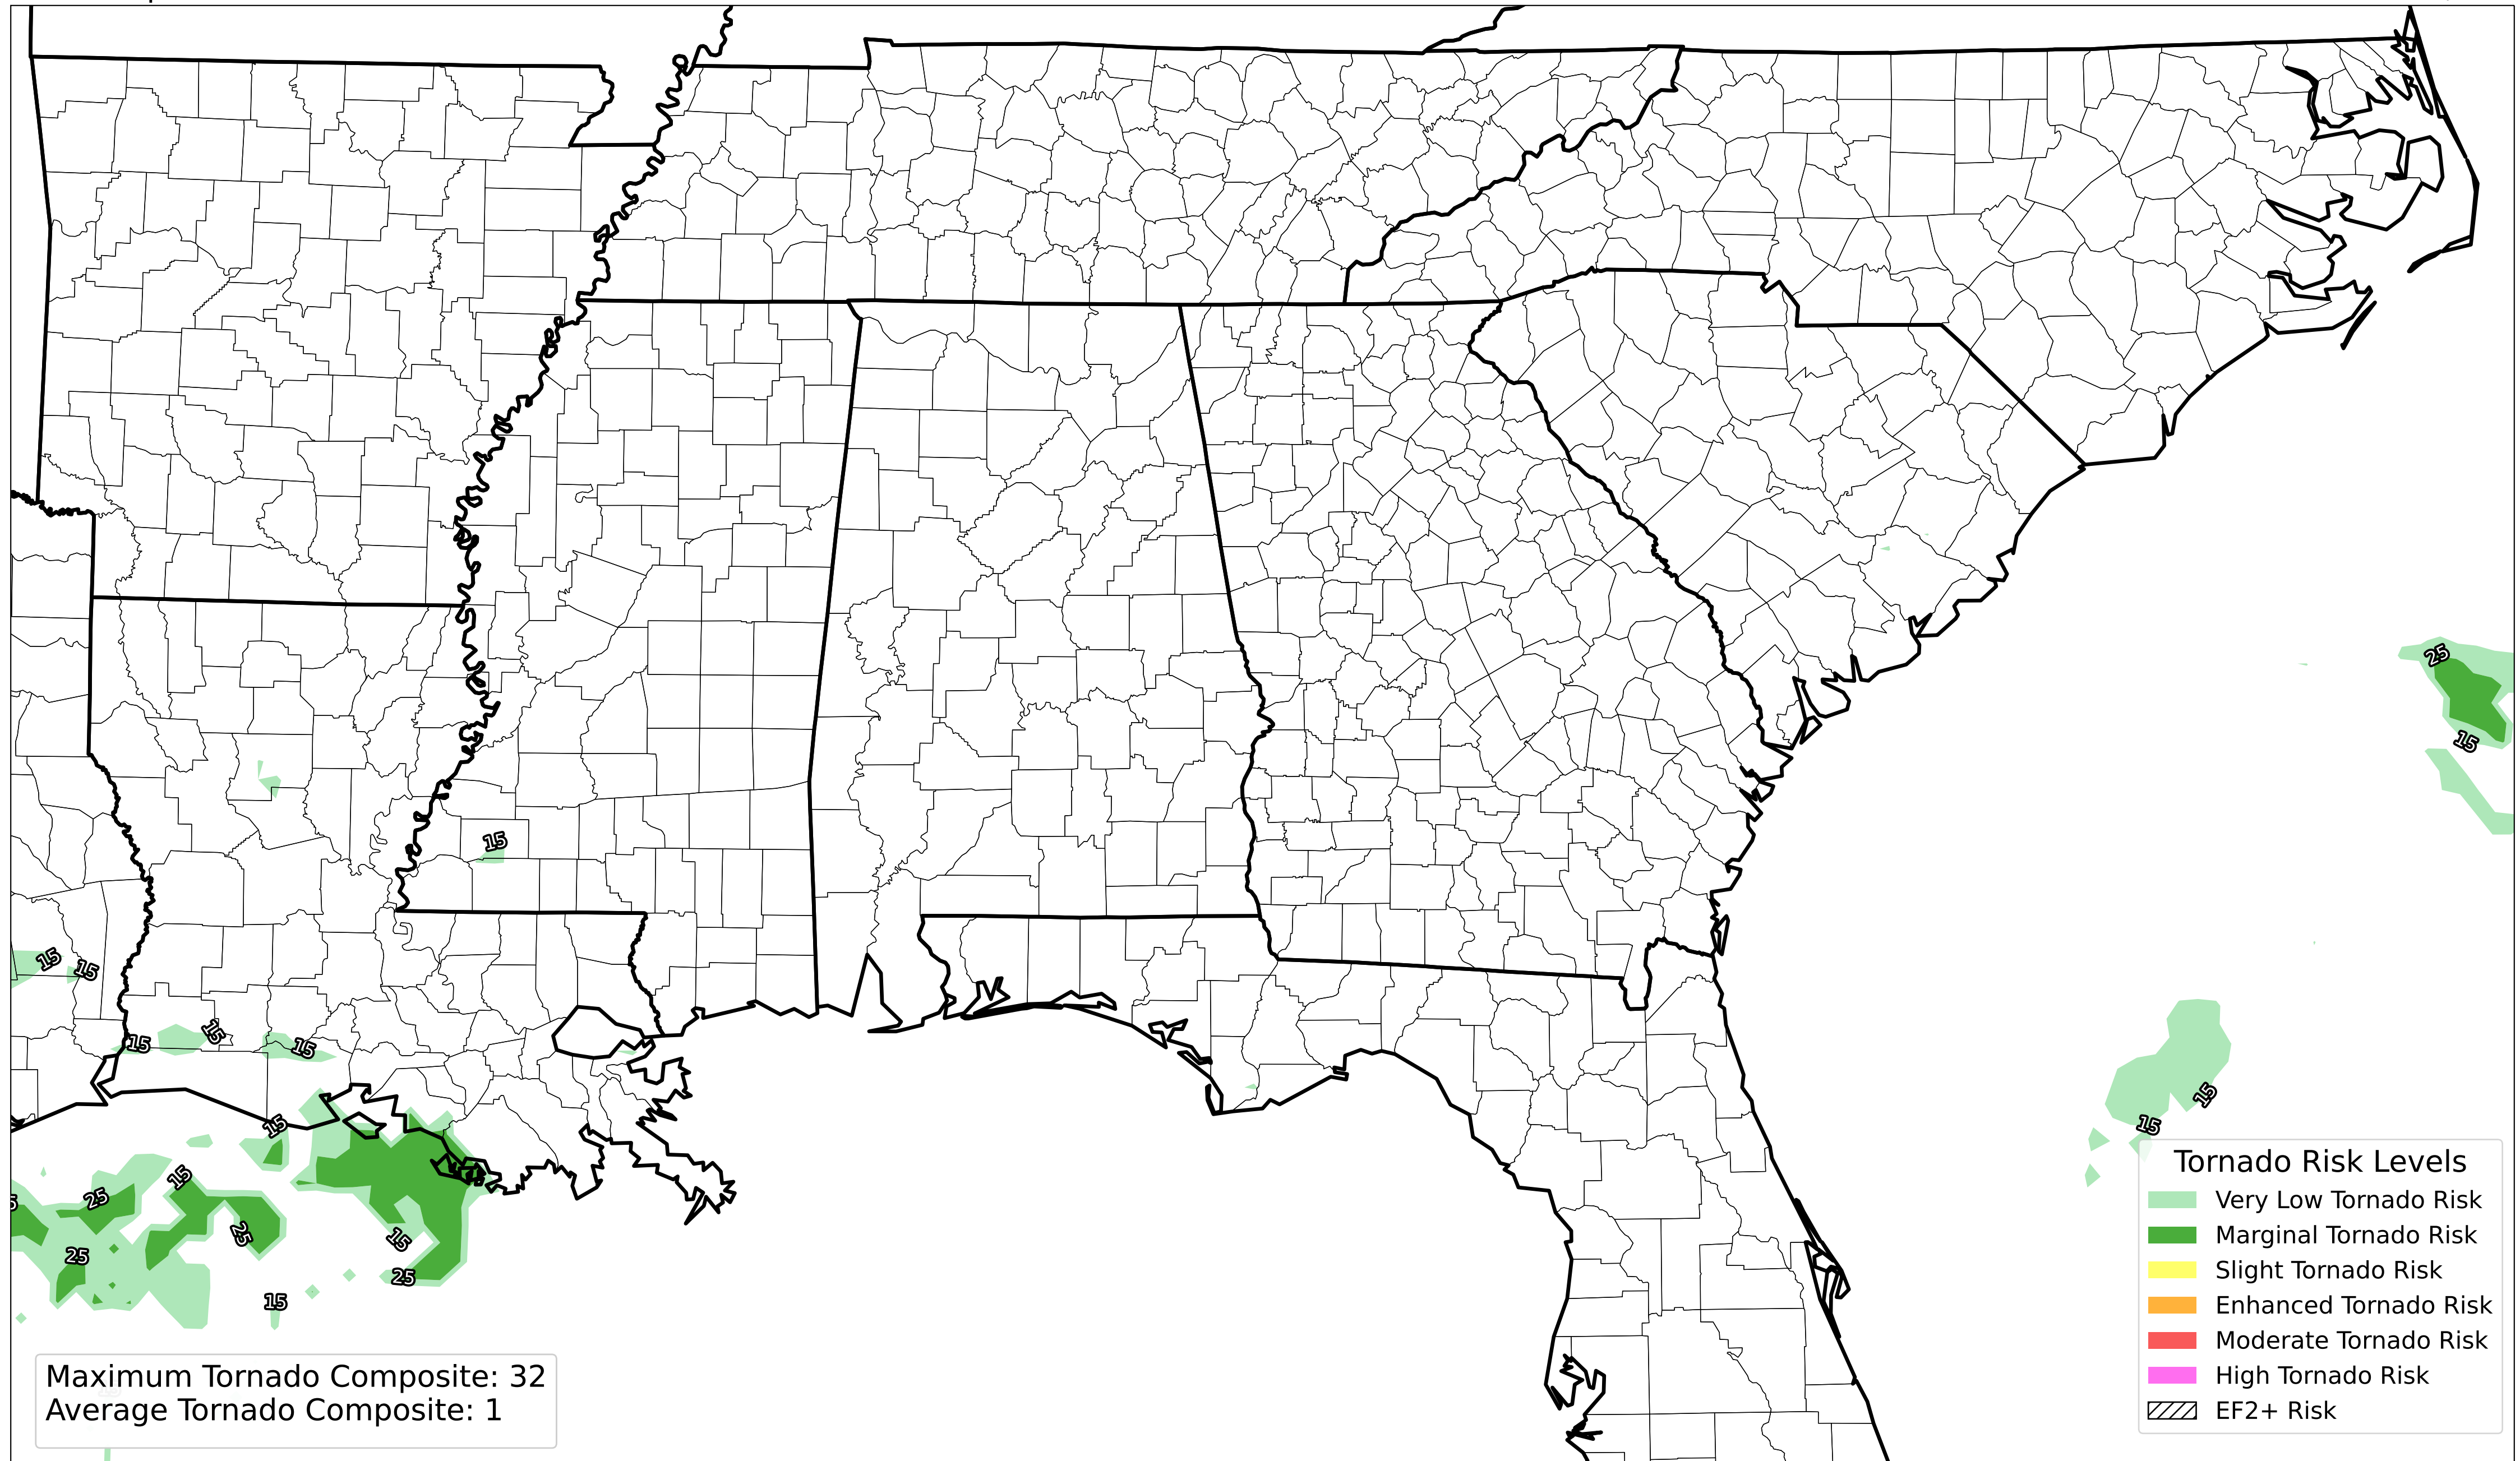 25
15
15
15
15
15
15
15
15
15
15
15
25
25
25
15
25
15
Tornado Risk Levels
Very Low Tornado Risk
Marginal Tornado Risk
Slight Tornado Risk
Enhanced Tornado Risk
Moderate Tornado Risk
High Tornado Risk
EF2+ Risk
Maximum Tornado Composite: 32
Average Tornado Composite: 1